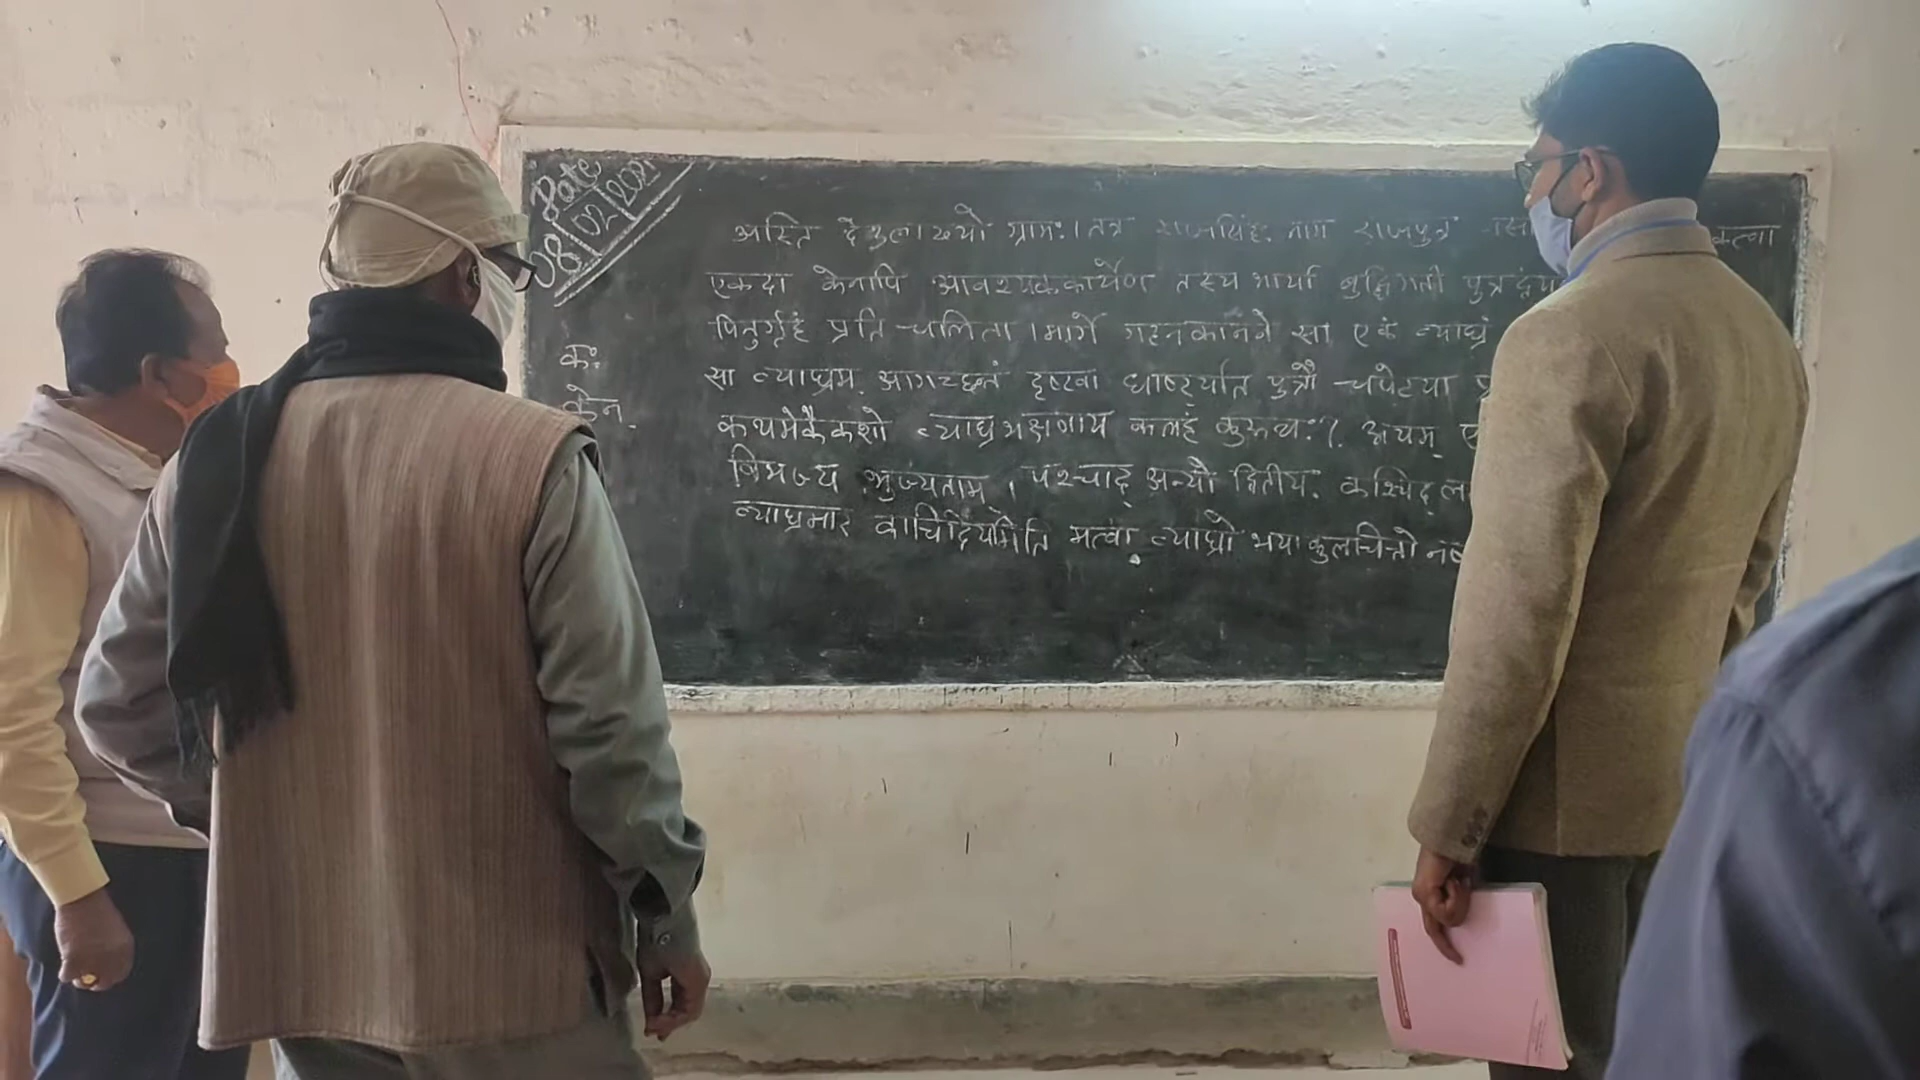 Date
08/02/2021
अस्ति देवुलाख्यो ग्रामः। तत्र राजसिंहः नाम राजपुत्र
एकदा केनापि आवश्यककार्येण तस्य भार्या बुद्धिमती पुत्रद्वय
पितुर्गृहं प्रति चलिता। मार्गे गहनकानने सा एकं व्याघ्रं
सा व्याघ्रम् आगच्छन्तं दृष्ट्वा धार्ष्ट्यात् पुत्रौ चपेटया प्र
कथमेकैकशो व्याघ्रभक्षणाय कलहं कुरुथः? अयम् ए
विभज्य भुज्यताम्। पश्चाद् अन्यो द्वितीयः कश्चिद् ल
व्याघ्रमारी काचिदियमिति मत्वा व्याघ्रो भयाकुलचित्तो नष्
कः
केन